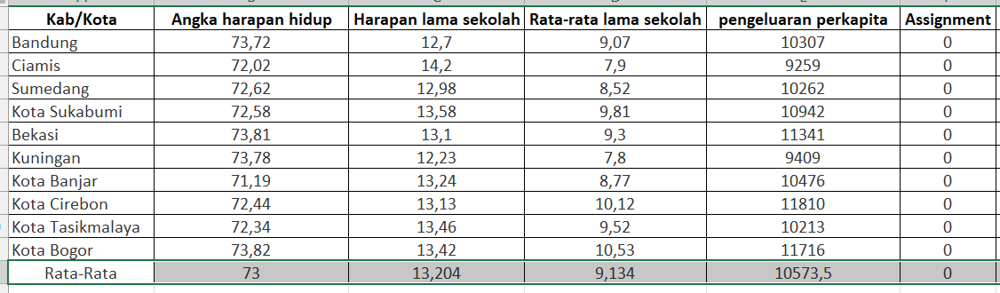 Kab/Kota Angka harapan hidup Harapan lama sekolah Rata-rata lama sekolah pengeluaran perkapita Assignment
Bandung 73,72 12,7 9,07 10307 0
Ciamis 72,02 14,2 7,9 9259 0
Sumedang 72,62 12,98 8,52 10262 0
Kota Sukabumi 72,58 13,58 9,81 10942 0
Bekasi 73,81 13,1 9,3 11341 0
Kuningan 73,78 12,23 7,8 9409 0
Kota Banjar 71,19 13,24 8,77 10476 0
Kota Cirebon 72,44 13,13 10,12 11810 0
Kota Tasikmalaya 72,34 13,46 9,52 10213 0
Kota Bogor 73,82 13,42 10,53 11716 0
Rata-Rata 73 13,204 9,134 10573,5 0